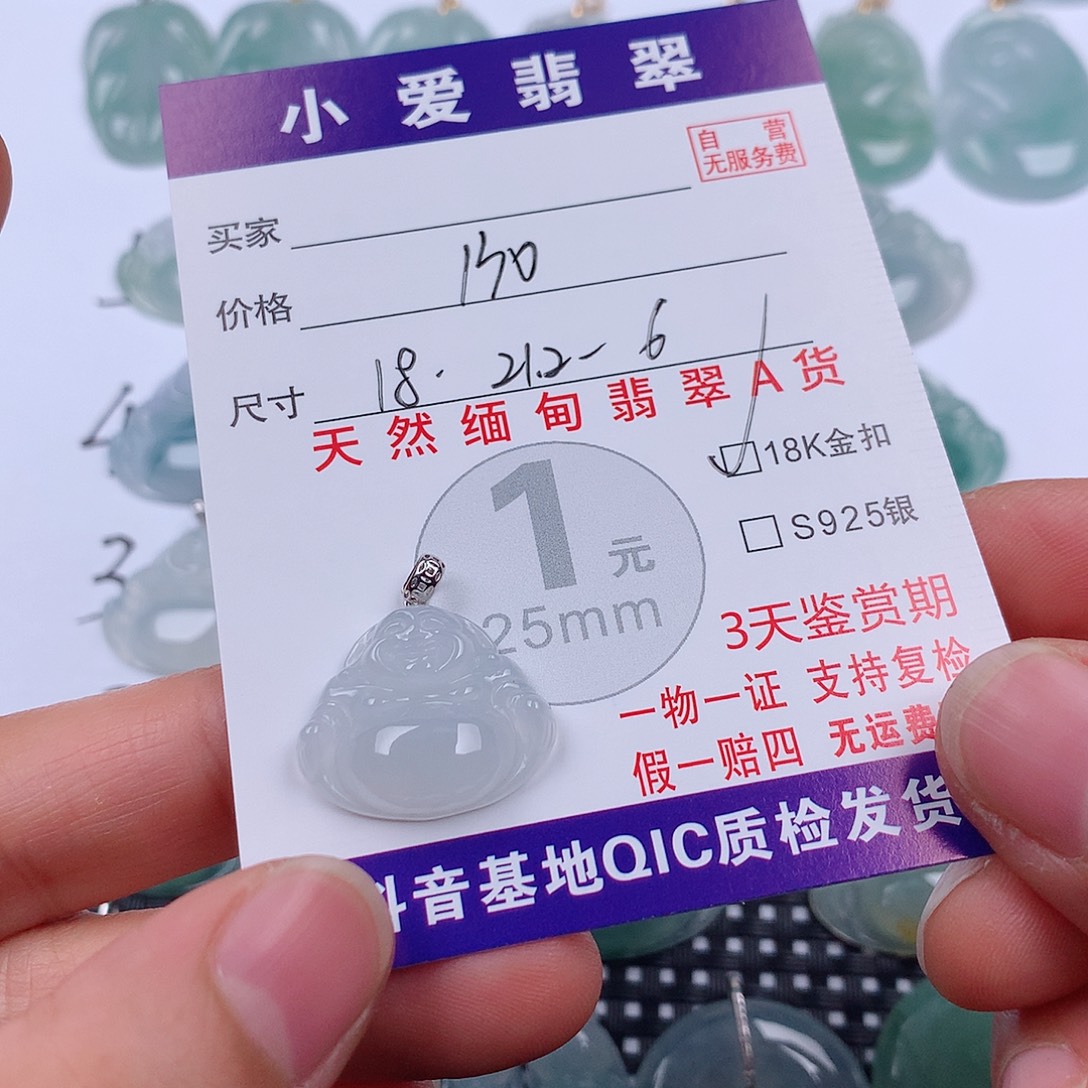 小爱翡翠
自营
无服务费
买家
价格
尺寸 18. 21.2- 6
天然缅甸翡翠A货
18K金扣
1元
S925银
25mm
3天鉴赏期
一物一证 支持复检
假一赔四 无运费
抖音基地QIC质检发货
4
3